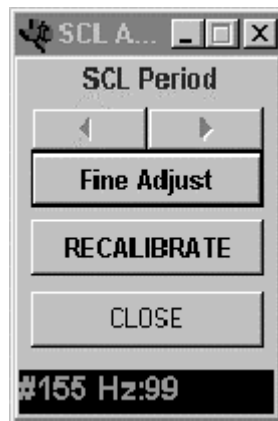 SCL A...
SCL Period
Fine Adjust
RECALIBRATE
CLOSE
#155 Hz:99